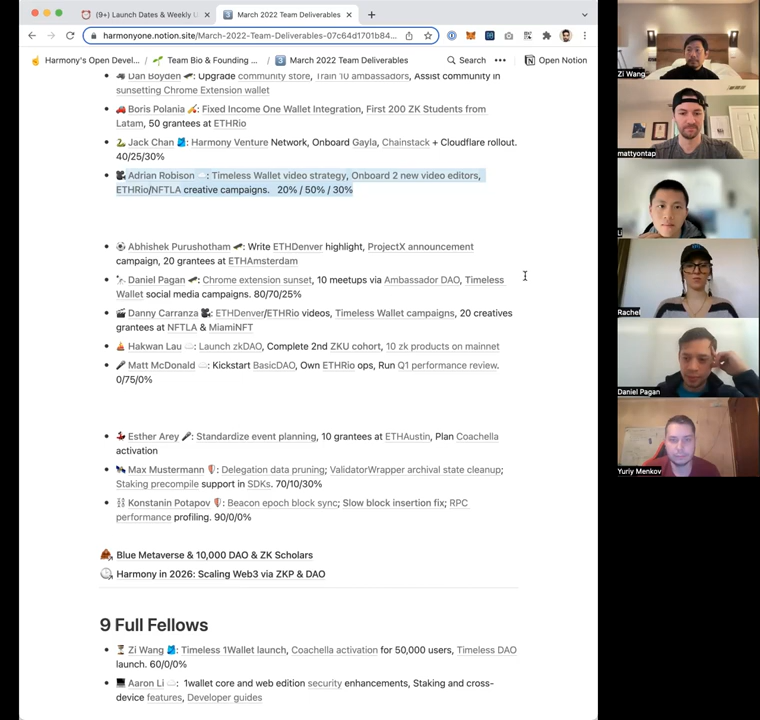 (9+) Launch Dates & Weekly U
March 2022 Team Deliverables
harmonyone.notion.site/March-2022-Team-Deliverables-07c64d1701b84...
Harmony's Open Devel...
/
Team Bio & Founding ...
/
March 2022 Team Deliverables
Search
Open Notion
Dan Boyden : Upgrade community store, Train 10 ambassadors, Assist community in
sunsetting Chrome Extension wallet
Boris Polania : Fixed Income One Wallet Integration, First 200 ZK Students from
Latam, 50 grantees at ETHRio
Jack Chan : Harmony Venture Network, Onboard Gayla, Chainstack + Cloudflare rollout.
40/25/30%
Adrian Robison : Timeless Wallet video strategy, Onboard 2 new video editors,
ETHRio/NFTLA creative campaigns. 20% / 50% / 30%
Abhishek Purushotham : Write ETHDenver highlight, ProjectX announcement
campaign, 20 grantees at ETHAmsterdam
Daniel Pagan : Chrome extension sunset, 10 meetups via Ambassador DAO, Timeless
Wallet social media campaigns. 80/70/25%
Danny Carranza : ETHDenver/ETHRio videos, Timeless Wallet campaigns, 20 creatives
grantees at NFTLA & MiamiNFT
Hakwan Lau : Launch zkDAO, Complete 2nd ZKU cohort, 10 zk products on mainnet
Matt McDonald : Kickstart BasicDAO, Own ETHRio ops, Run Q1 performance review.
0/75/0%
Esther Arey : Standardize event planning, 10 grantees at ETHAustin, Plan Coachella
activation
Max Mustermann : Delegation data pruning; ValidatorWrapper archival state cleanup;
Staking precompile support in SDKs. 70/10/30%
Konstanin Potapov : Beacon epoch block sync; Slow block insertion fix; RPC
performance profiling. 90/0/0%
Blue Metaverse & 10,000 DAO & ZK Scholars
Harmony in 2026: Scaling Web3 via ZKP & DAO
9 Full Fellows
Zi Wang : Timeless 1Wallet launch, Coachella activation for 50,000 users, Timeless DAO
launch. 60/0/0%
Aaron Li : 1wallet core and web edition security enhancements, Staking and cross-
device features, Developer guides
Zi Wang
mattyontap
Rachel
Daniel Pagan
Yuriy Menkov